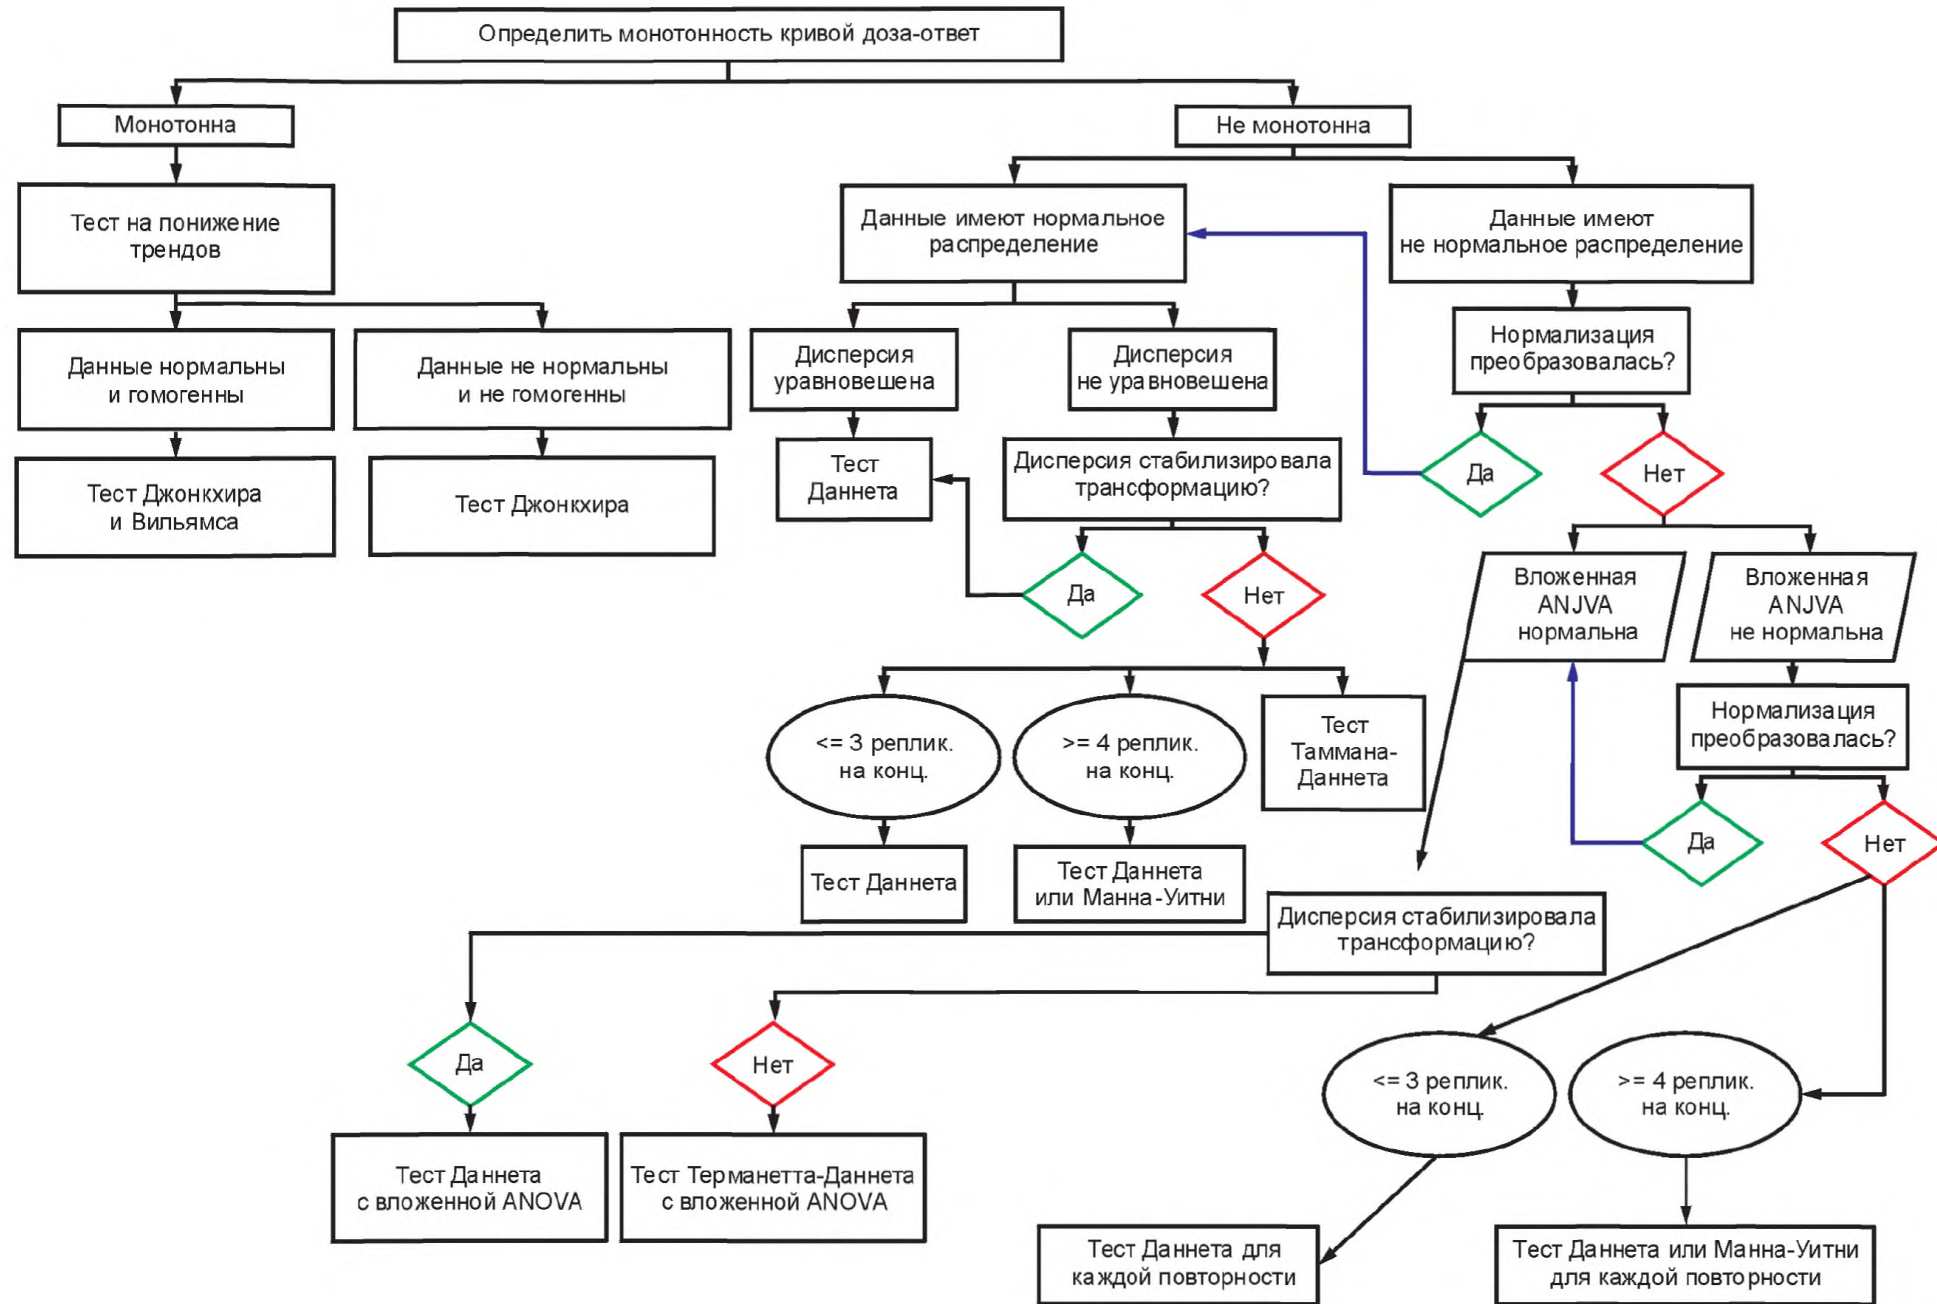 Определить монотонность кривой доза-ответ
Монотонна
Не монотонна
Тест на понижение
трендов
Данные имеют нормальное
распределение
Данные имеют
не нормальное распределение
Данные нормальны
и гомогенны
Данные не нормальны
и не гомогенны
Дисперсия
уравновешена
Дисперсия
не уравновешена
Нормализация
преобразовалась?
Тест Джонкхира
и Вильямса
Тест Джонкхира
Тест
Даннета
Дисперсия стабилизировала
трансформацию?
Да
Нет
Да
Нет
Вложенная
ANJVA
нормальна
Вложенная
ANJVA
не нормальна
<= 3 реплик.
на конц.
>= 4 реплик.
на конц.
Тест
Таммана-
Даннета
Нормализация
преобразовалась?
Да
Нет
Тест Даннета
Тест Даннета
или Манна-Уитни
Дисперсия стабилизировала
трансформацию?
Да
Нет
<= 3 реплик.
на конц.
>= 4 реплик.
на конц.
Тест Даннета
с вложенной ANOVA
Тест Терманетта-Даннета
с вложенной ANOVA
Тест Даннета для
каждой повторности
Тест Даннета или Манна-Уитни
для каждой повторности